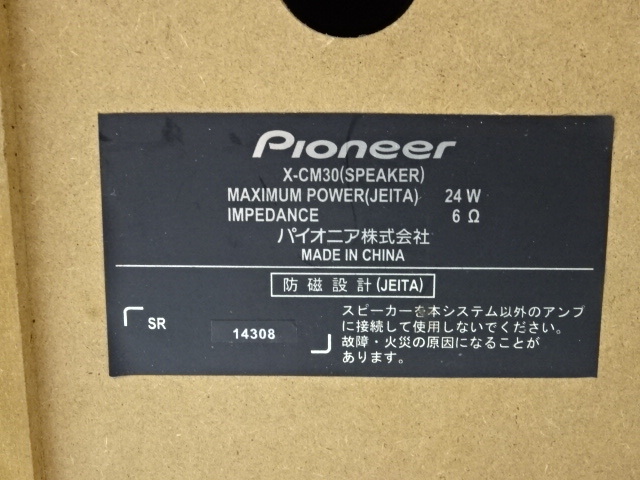 Pioneer
X-CM30(SPEAKER)
MAXIMUM POWER(JEITA) 24 W
IMPEDANCE 6 Ω
パイオニア株式会社
MADE IN CHINA
防磁設計(JEITA)
SR 14308
スピーカーを本システム以外のアンプ
に接続して使用しないでください。
故障・火災の原因になることが
あります。